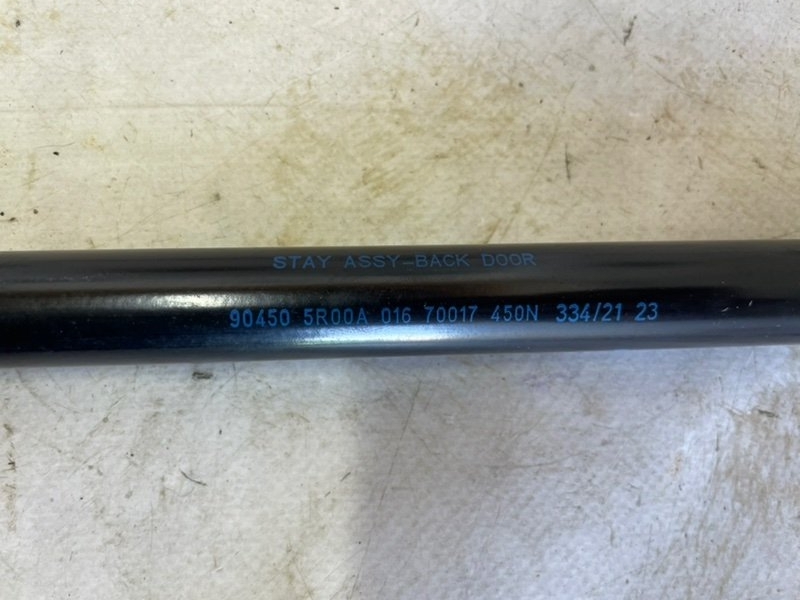 STAY ASSY-BACK DOOR
90450 5R00A 016 70017 450N 334/21 23